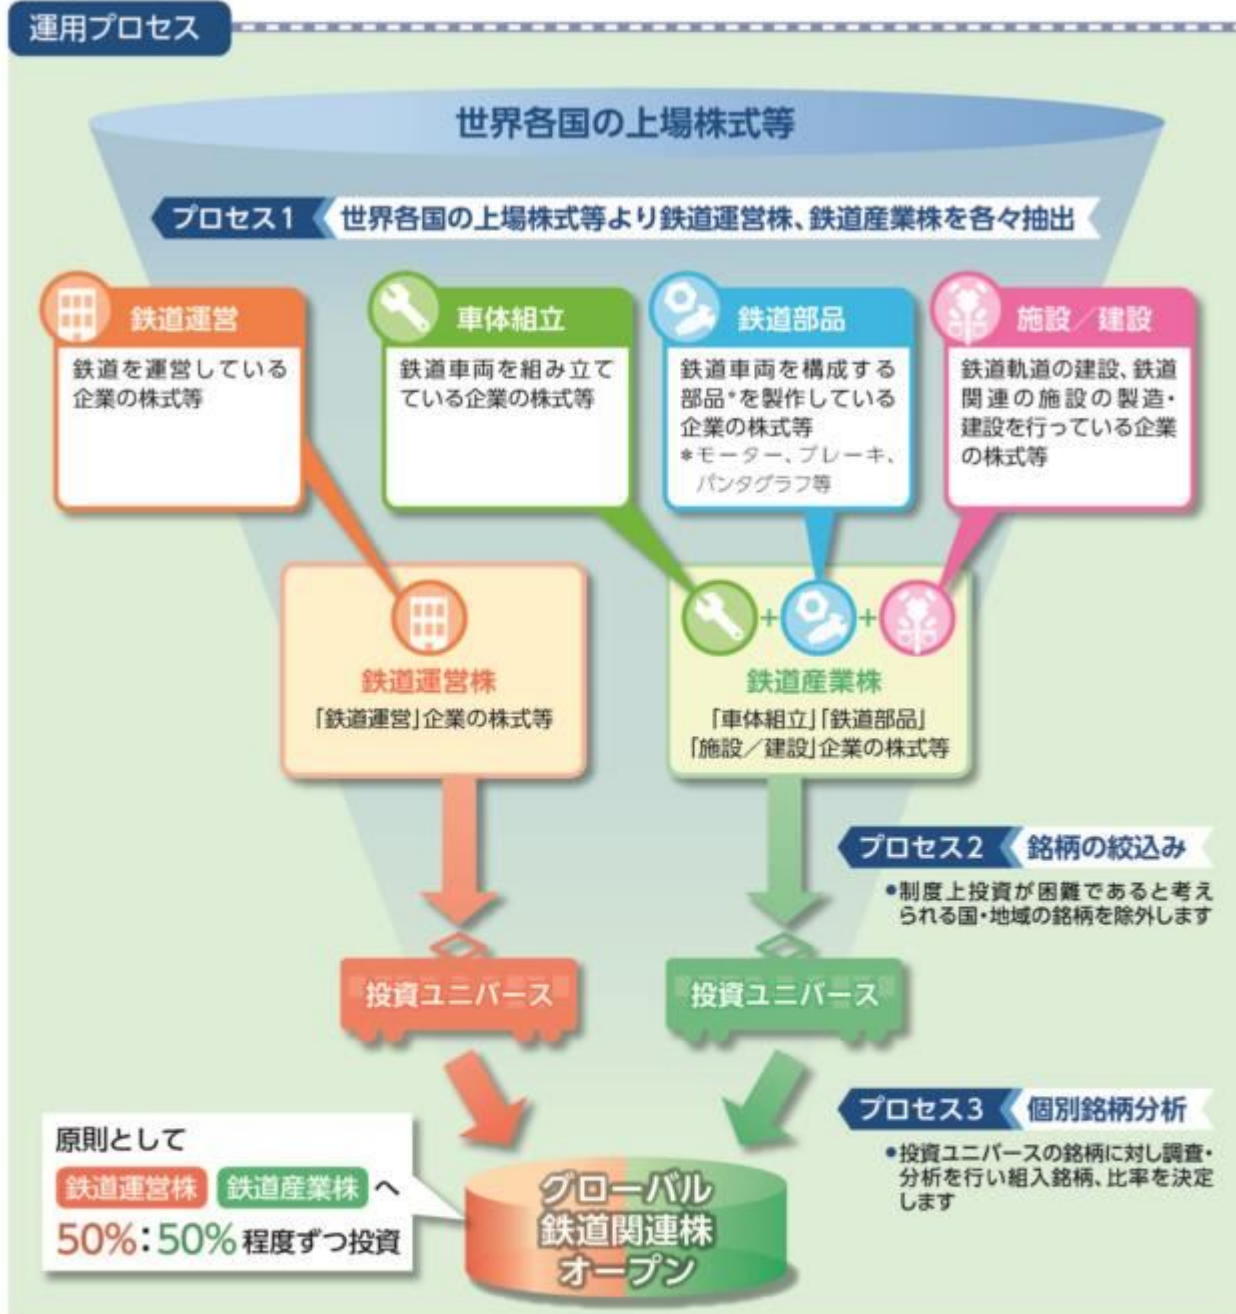 運用プロセス
世界各国の上場株式等
プロセス1 世界各国の上場株式等より鉄道運営株、鉄道産業株を各々抽出
鉄道運営
鉄道を運営している
企業の株式等
車体組立
鉄道車両を組み立て
ている企業の株式等
鉄道部品
鉄道車両を構成する
部品*を製作している
企業の株式等
*モーター、ブレーキ、
パンタグラフ等
施設／建設
鉄道軌道の建設、鉄道
関連の施設の製造・
建設を行っている企業
の株式等
鉄道運営株
「鉄道運営」企業の株式等
+ +
鉄道産業株
「車体組立」「鉄道部品」
「施設／建設」企業の株式等
プロセス2 銘柄の絞込み
●制度上投資が困難であると考え
られる国・地域の銘柄を除外します
投資ユニバース
投資ユニバース
プロセス3 個別銘柄分析
●投資ユニバースの銘柄に対し調査・
分析を行い組入銘柄、比率を決定
します
原則として
鉄道運営株 鉄道産業株 へ
50%：50%程度ずつ投資
グローバル
鉄道関連株
オープン